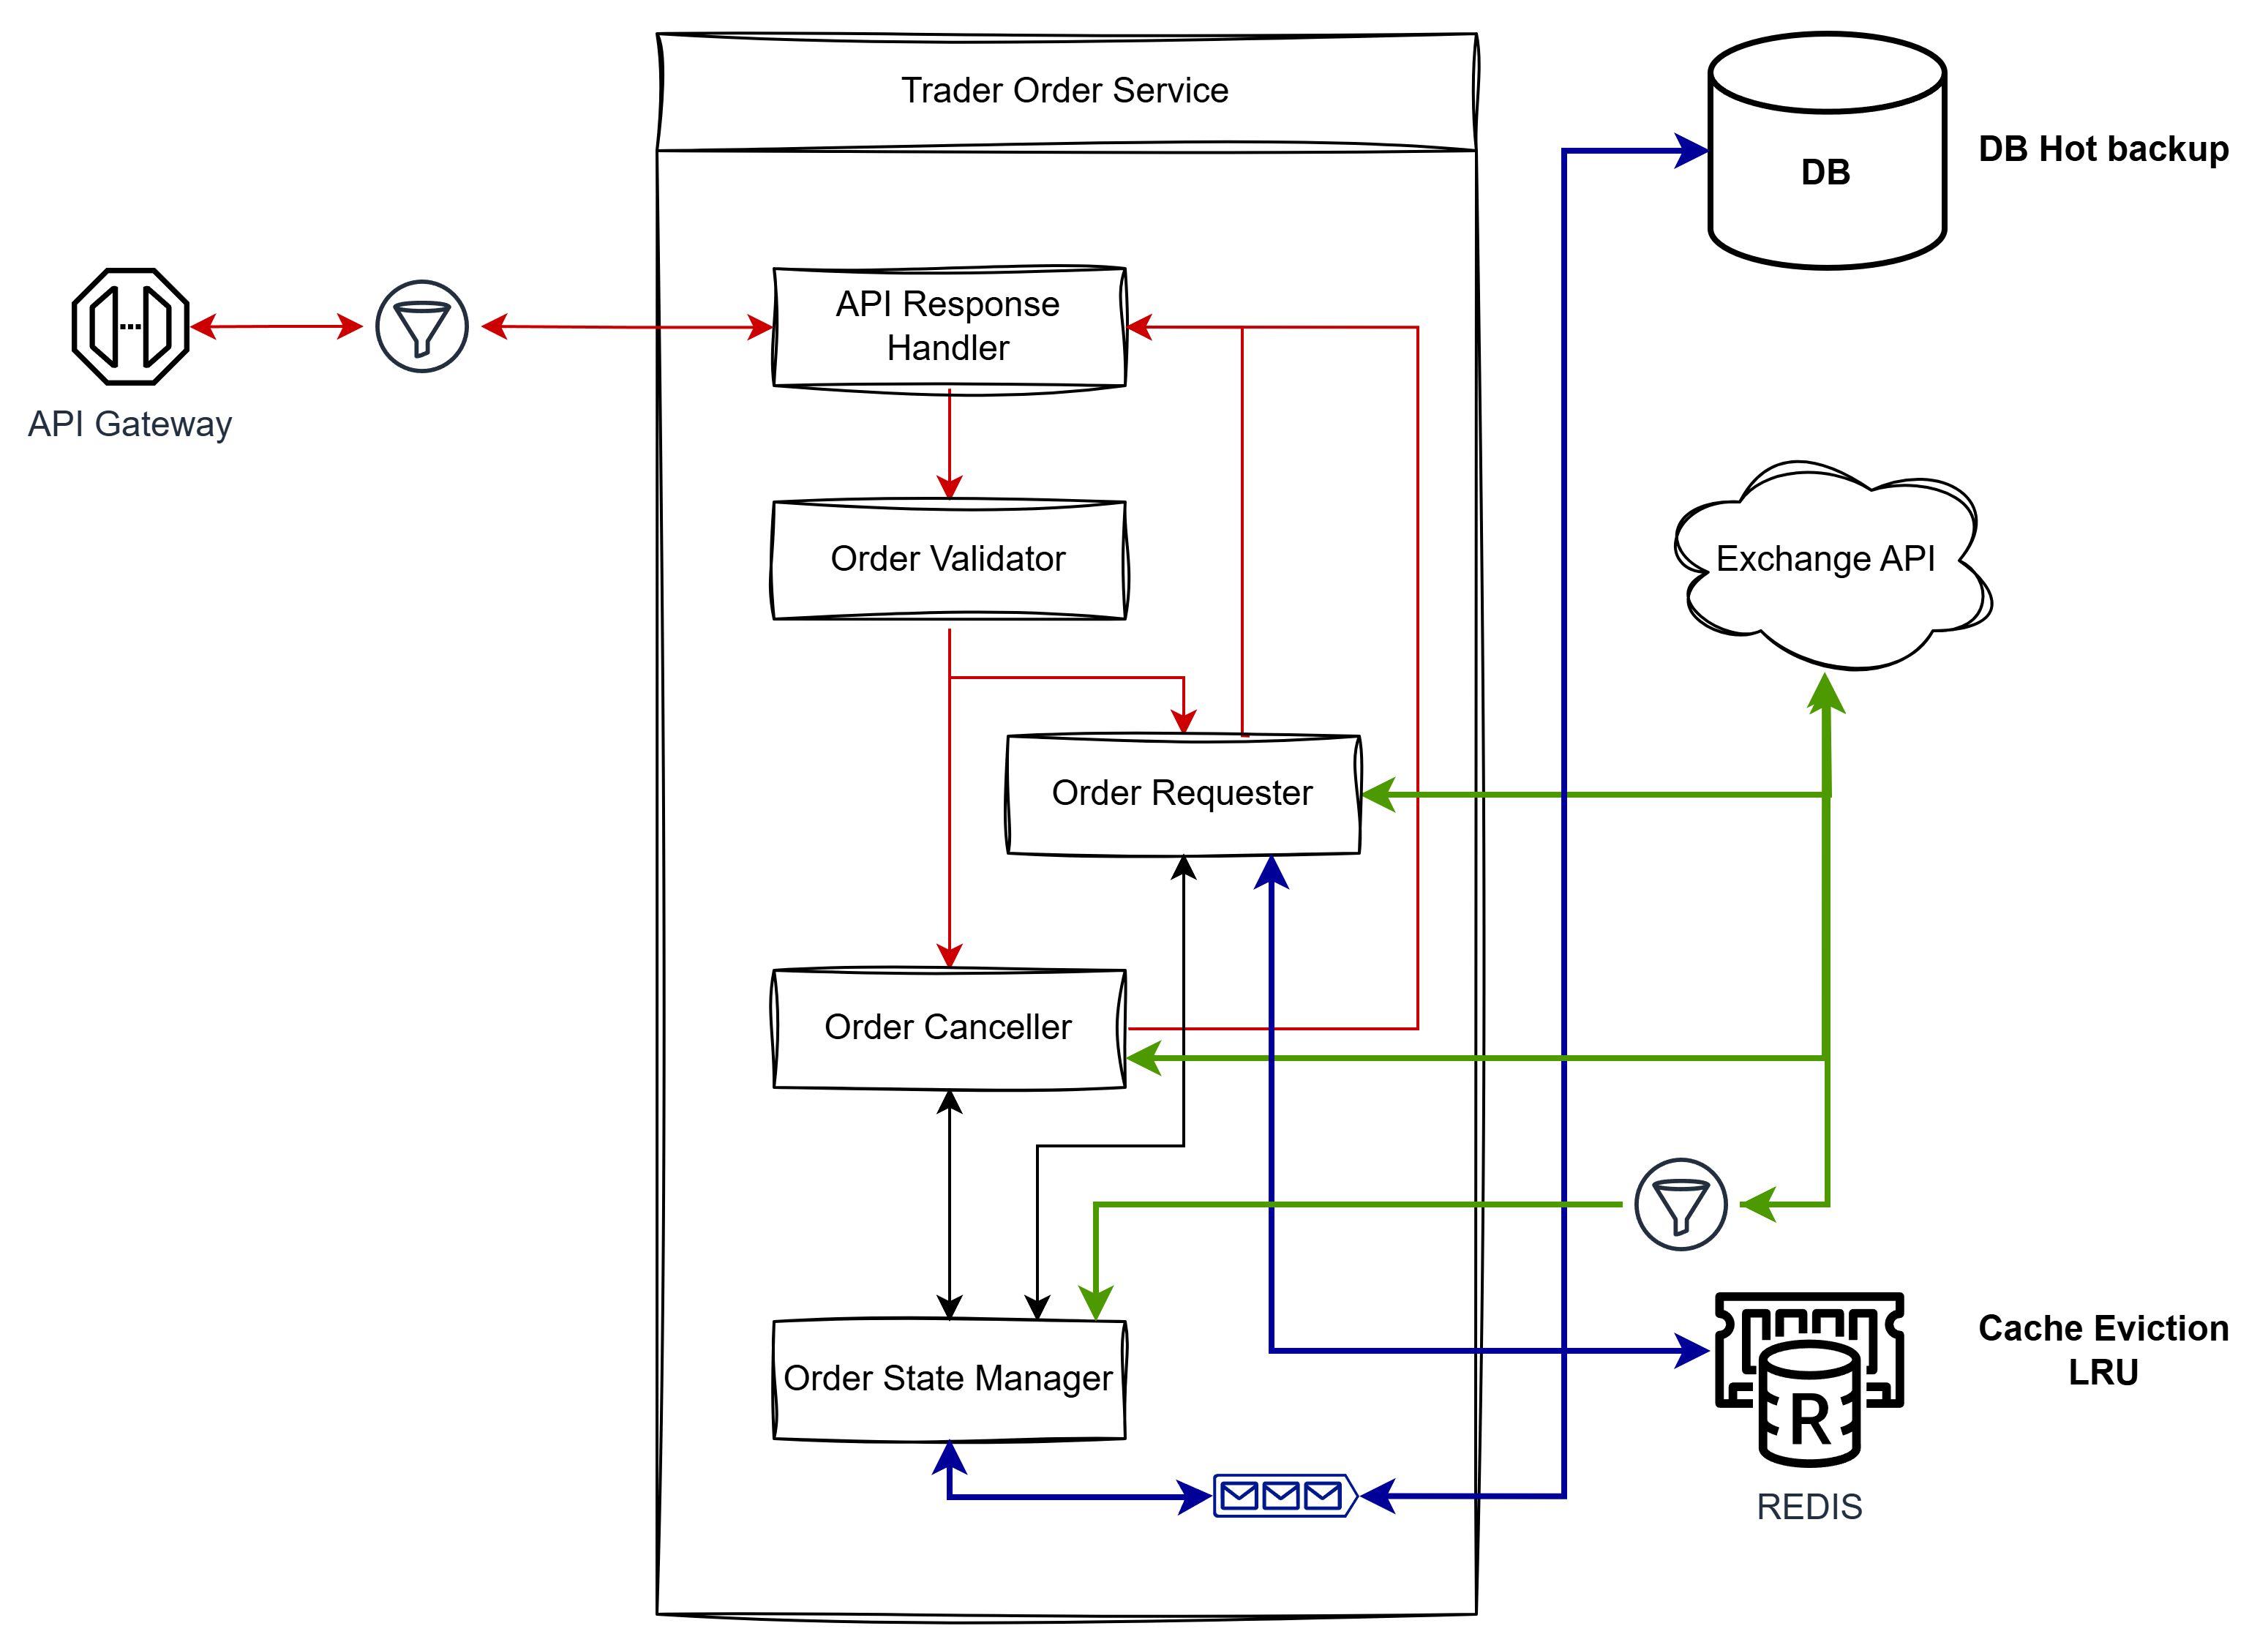 Trader Order Service
DB
DB Hot backup
API Response
Handler
API Gateway
Order Validator
Exchange API
Order Requester
Order Canceller
Order State Manager
Cache Eviction
LRU
R
REDIS